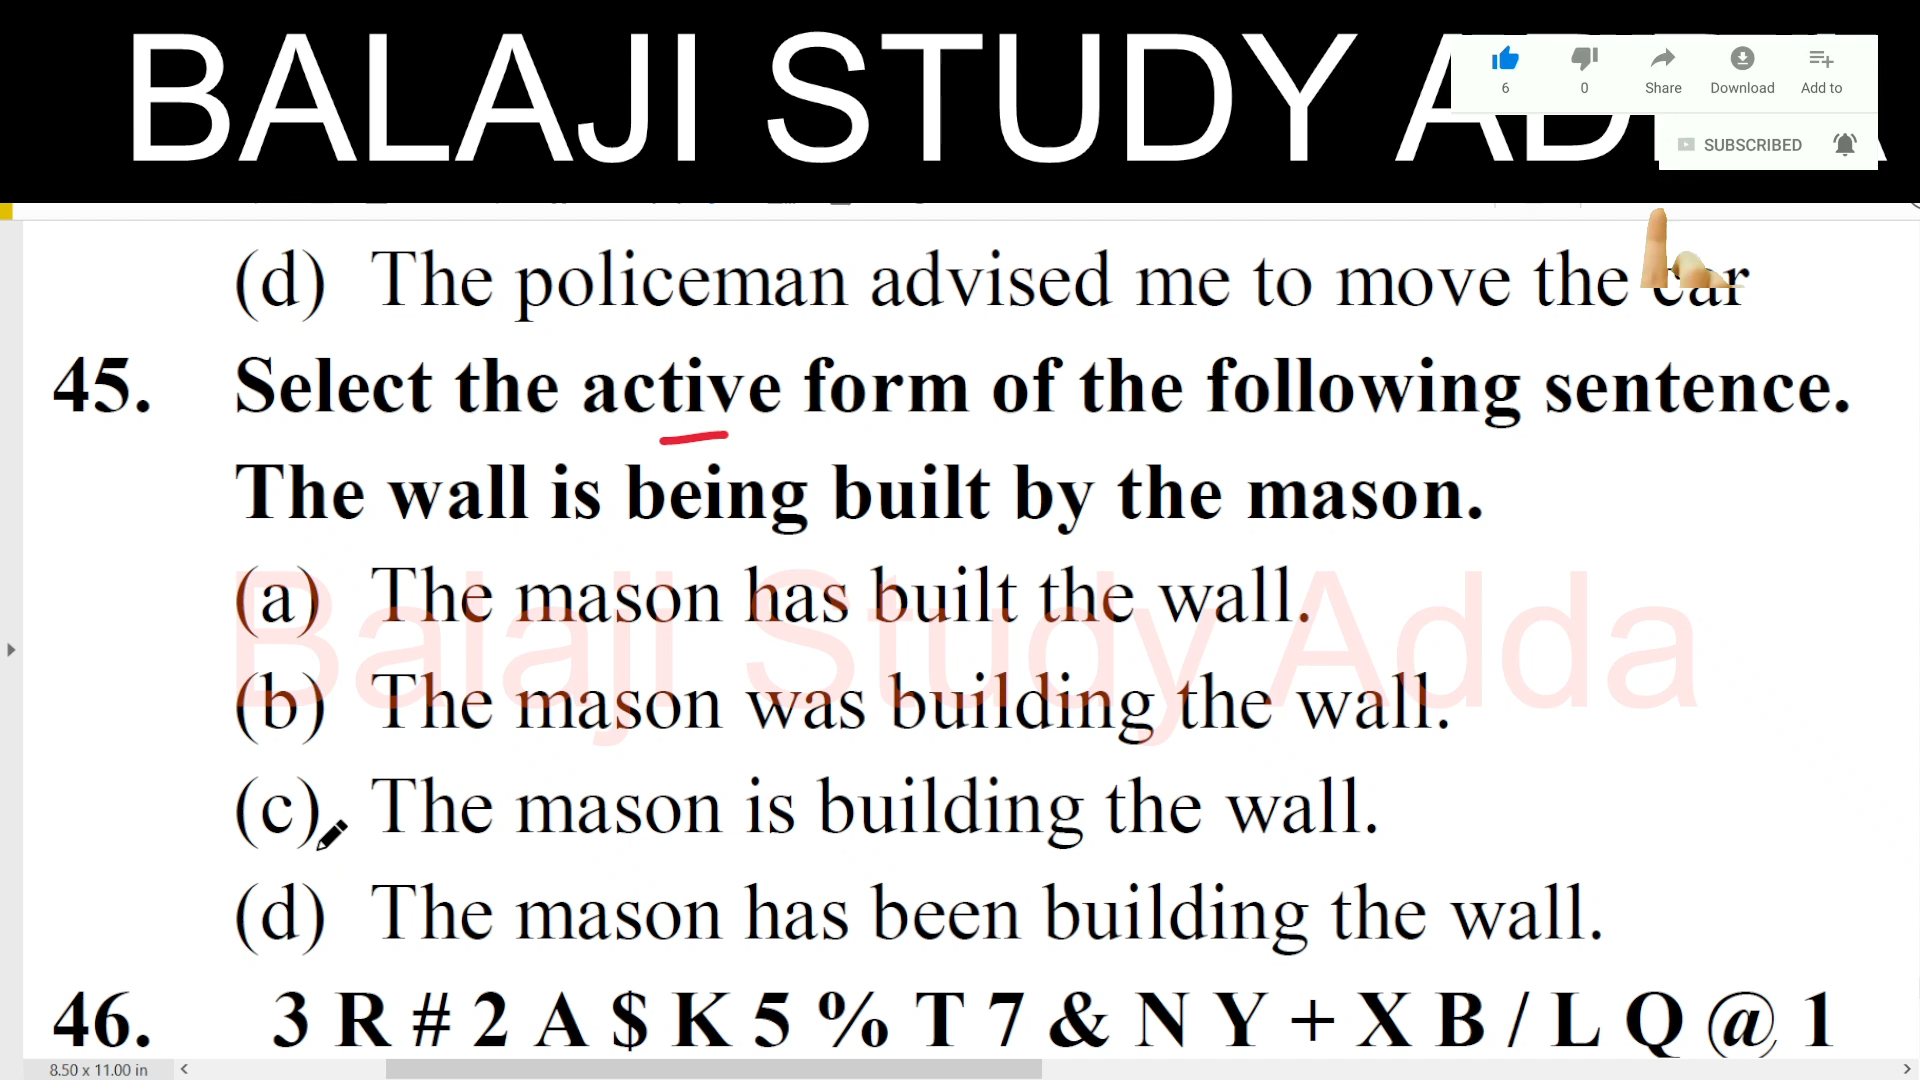 BALAJI STUDY
6 0 Share Download Add to
SUBSCRIBED
(d) The policeman advised me to move the car
45. Select the active form of the following sentence.
The wall is being built by the mason.
Balaji Study Adda
(a) The mason has built the wall.
(b) The mason was building the wall.
(c) The mason is building the wall.
(d) The mason has been building the wall.
46. 3 R # 2 A $ K 5 % T 7 & N Y + X B / L Q @ 1
8.50 x 11.00 in